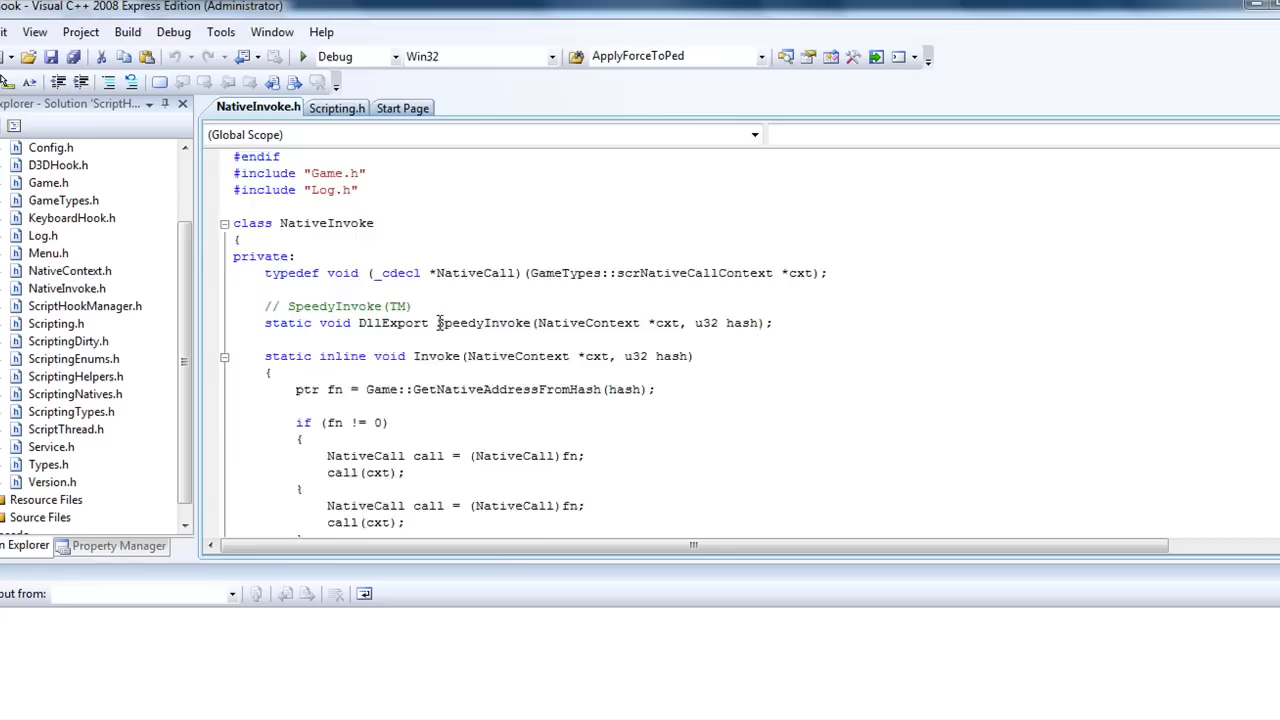 ook - Visual C++ 2008 Express Edition (Administrator)
it View Project Build Debug Tools Window Help
Debug Win32 ApplyForceToPed
xplorer - Solution 'ScriptH...
NativeInvoke.h Scripting.h Start Page
(Global Scope)
Config.h
D3DHook.h
Game.h
GameTypes.h
KeyboardHook.h
Log.h
Menu.h
NativeContext.h
NativeInvoke.h
ScriptHookManager.h
Scripting.h
ScriptingDirty.h
ScriptingEnums.h
ScriptingHelpers.h
ScriptingNatives.h
ScriptingTypes.h
ScriptThread.h
Service.h
Types.h
Version.h
Resource Files
Source Files
n Explorer Property Manager
#endif
#include "Game.h"
#include "Log.h"
class NativeInvoke
{
private:
typedef void (_cdecl *NativeCall)(GameTypes::scrNativeCallContext *cxt);
// SpeedyInvoke(TM)
static void DllExport SpeedyInvoke(NativeContext *cxt, u32 hash);
static inline void Invoke(NativeContext *cxt, u32 hash)
{
ptr fn = Game::GetNativeAddressFromHash(hash);
if (fn != 0)
{
NativeCall call = (NativeCall)fn;
call(cxt);
}
NativeCall call = (NativeCall)fn;
call(cxt);
put from: